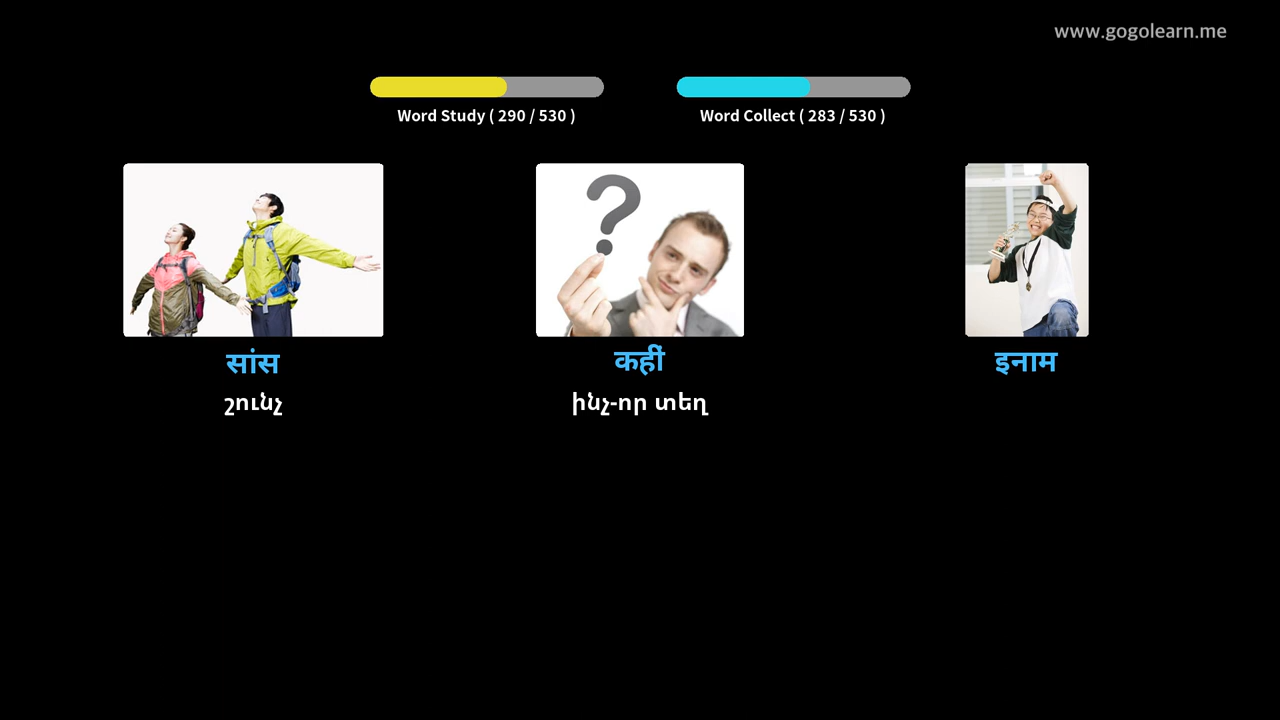 www.gogolearn.me
Word Study ( 290 / 530 )
Word Collect ( 283 / 530 )
सांस
कहीं
इनाम
շունչ
ինչ-որ տեղ